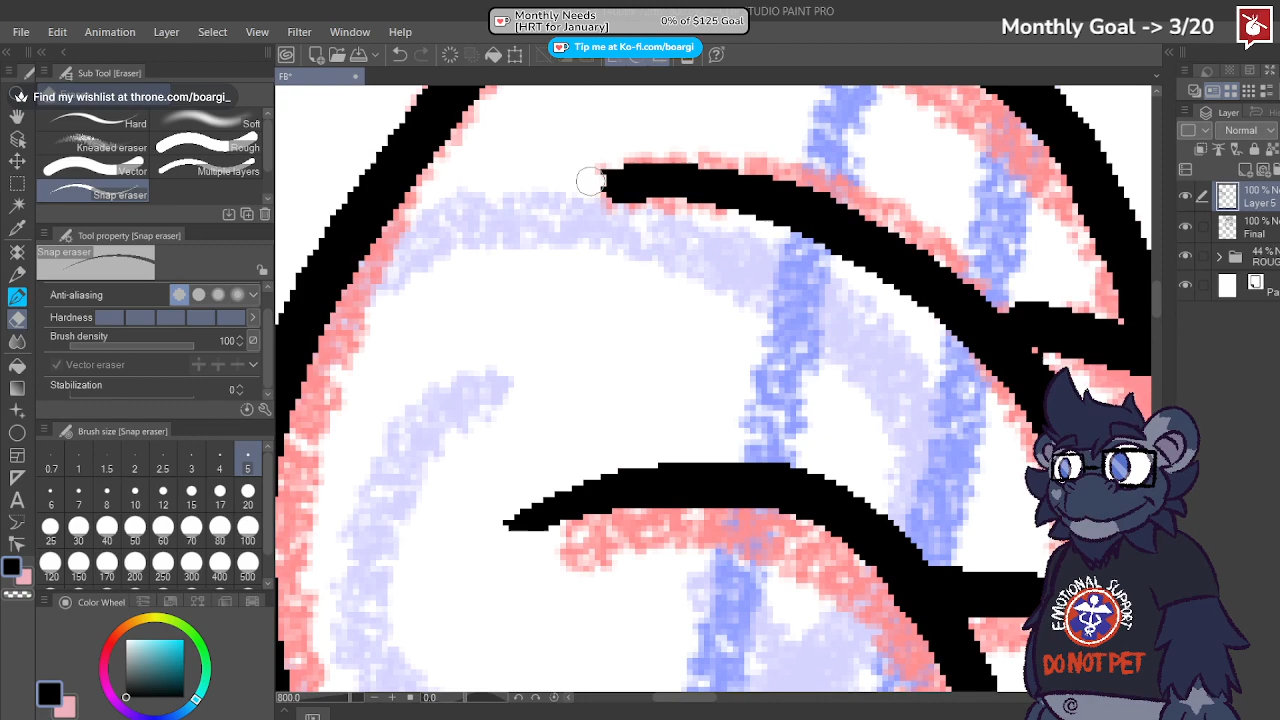 STUDIO PAINT PRO
Monthly Needs
[HRT for January]
0% of $125 Goal
Tip me at Ko-fi.com/boargi
Monthly Goal -> 3/20
File Edit Animation Layer Select View Filter Window Help
Sub Tool [Eraser]
FB*
Find my wishlist at throne.com/boargi_
Hard Soft
Kneaded eraser Rough
Vector Multiple layers
Snap eraser
Tool property [Snap eraser]
Snap eraser
Anti-aliasing
Hardness
Brush density 100
Vector eraser
Stabilization 0
Brush size [Snap eraser]
0.7 1 1.5 2 2.5 3 4 5
6 7 8 10 12 15 17 20
25 30 40 50 60 70 80 100
120 150 170 200 250 300 400 500
Color Wheel
800.0
0.0
Layer
Normal
100 % N
Layer 5
100 % N
Final
44 %
ROUG
Pa
EMOTIONAL SUPPORT
DO NOT PET